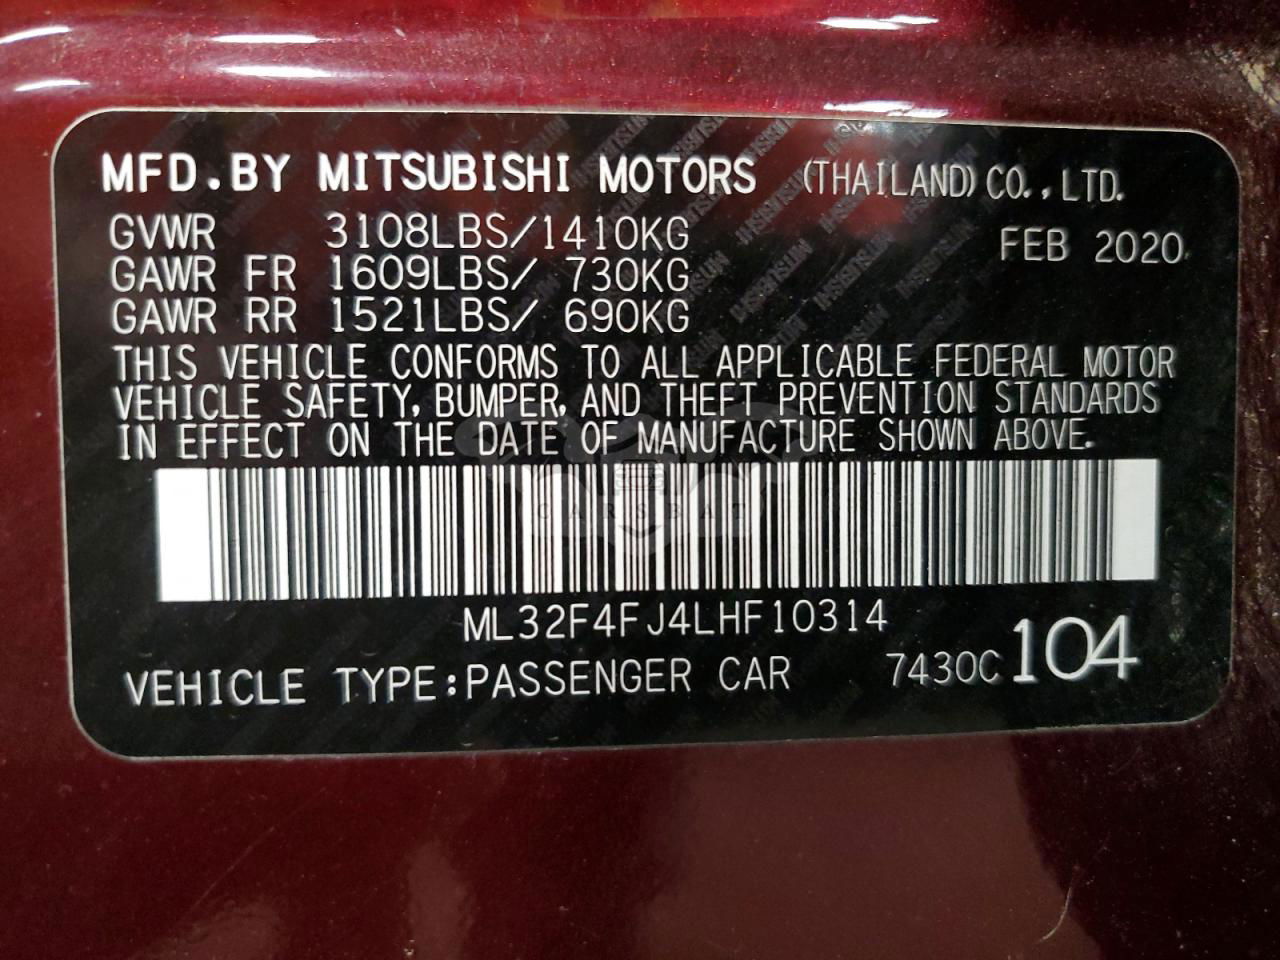 MFD.BY MITSUBISHI MOTORS (THAILAND) CO.,LTD.
GVWR 3108LBS/1410KG FEB 2020
GAWR FR 1609LBS/ 730KG
GAWR RR 1521LBS/ 690KG
THIS VEHICLE CONFORMS TO ALL APPLICABLE FEDERAL MOTOR
VEHICLE SAFETY, BUMPER, AND THEFT PREVENTION STANDARDS
IN EFFECT ON THE DATE OF MANUFACTURE SHOWN ABOVE.
CARSBAT
ML32F4FJ4LHF10314
VEHICLE TYPE:PASSENGER CAR 7430C 104